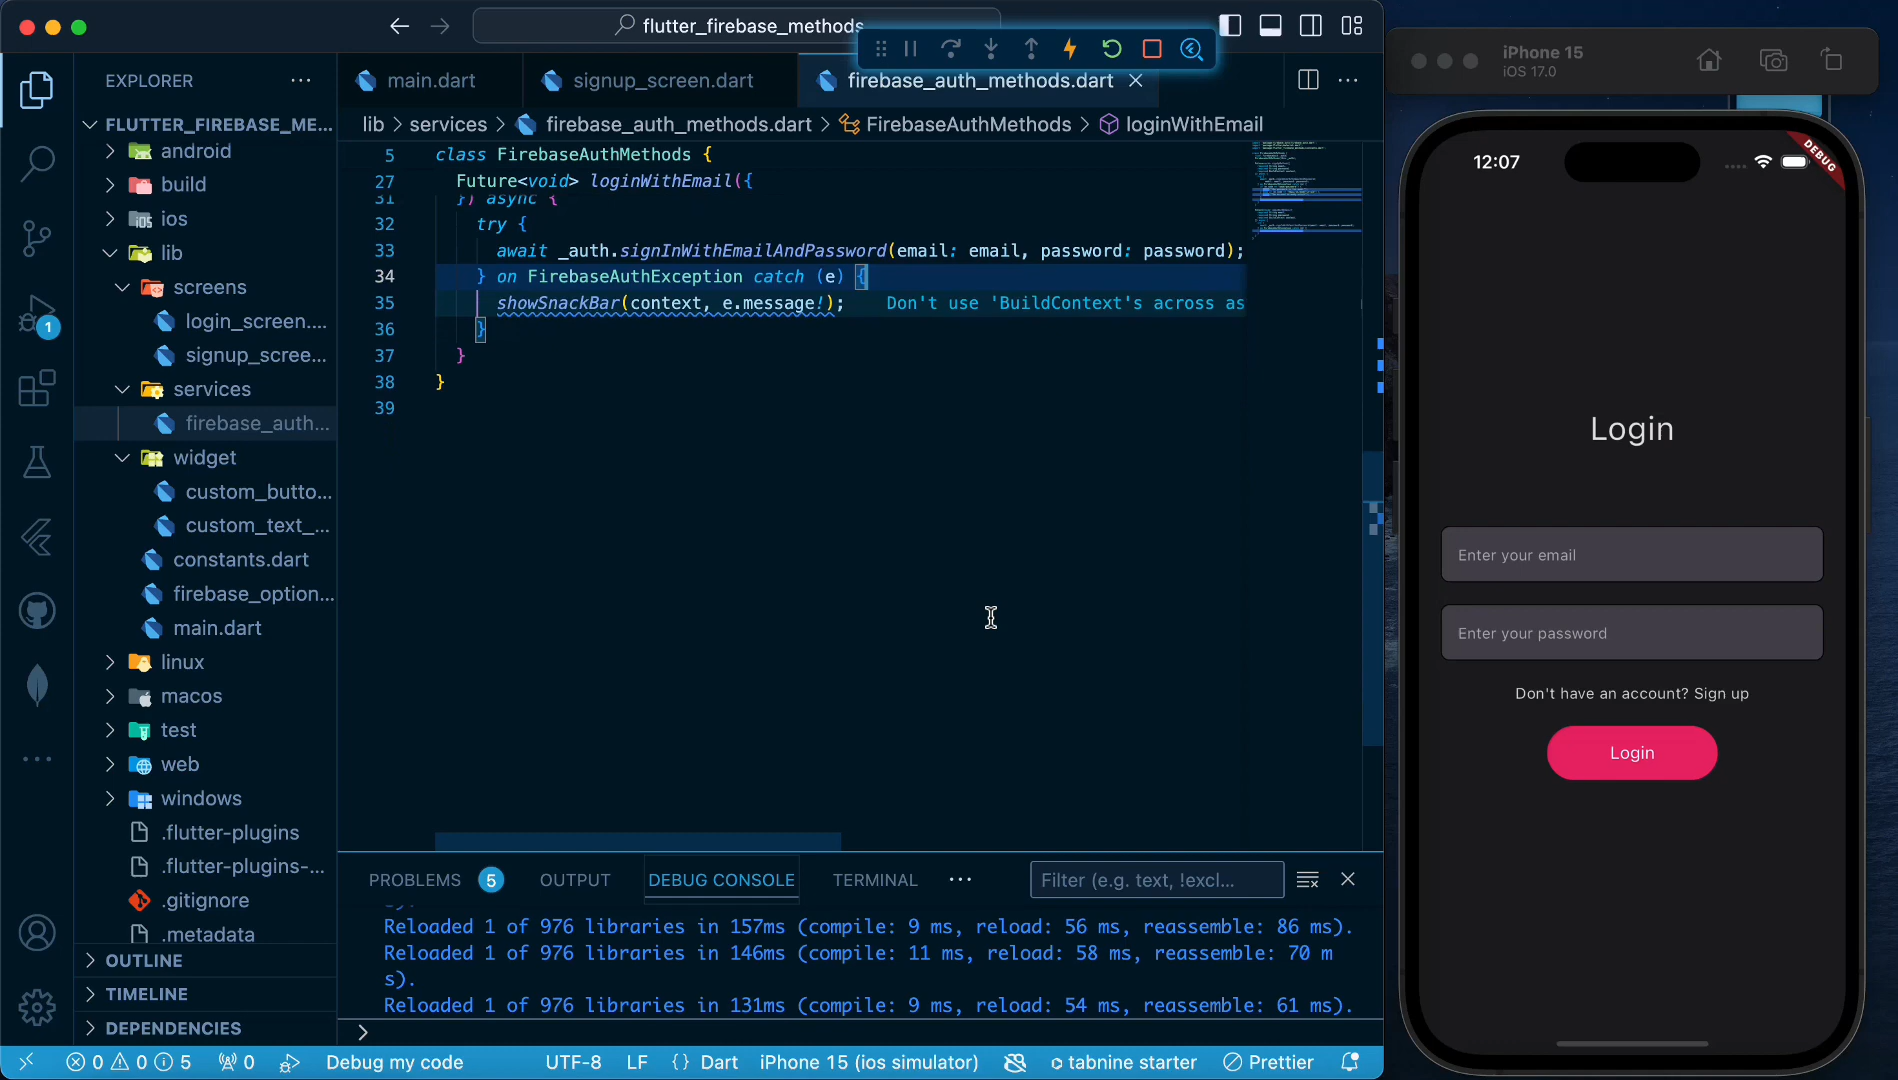 flutter_firebase_methods
EXPLORER
main.dart
signup_screen.dart
firebase_auth_methods.dart
lib > services > firebase_auth_methods.dart > FirebaseAuthMethods > loginWithEmail
FLUTTER_FIREBASE_ME...
android
build
ios
lib
screens
login_screen....
signup_scree...
services
firebase_auth...
widget
custom_butto...
custom_text_...
constants.dart
firebase_option...
main.dart
linux
macos
test
web
windows
.flutter-plugins
.flutter-plugins-...
.gitignore
.metadata
OUTLINE
TIMELINE
DEPENDENCIES
1
5 class FirebaseAuthMethods {
27 Future<void> loginWithEmail({
31 }) async {
32 try {
33 await _auth.signInWithEmailAndPassword(email: email, password: password);
34 } on FirebaseAuthException catch (e) {
35 showSnackBar(context, e.message!); Don't use 'BuildContext's across as
36 }
37 }
38 }
39
PROBLEMS 5 OUTPUT DEBUG CONSOLE TERMINAL ... Filter (e.g. text, !excl...
Reloaded 1 of 976 libraries in 157ms (compile: 9 ms, reload: 56 ms, reassemble: 86 ms).
Reloaded 1 of 976 libraries in 146ms (compile: 11 ms, reload: 58 ms, reassemble: 70 m
s).
Reloaded 1 of 976 libraries in 131ms (compile: 9 ms, reload: 54 ms, reassemble: 61 ms).
>
0 0 5 0 Debug my code UTF-8 LF {} Dart iPhone 15 (ios simulator) tabnine starter Prettier
iPhone 15
iOS 17.0
12:07
DEBUG
Login
Enter your email
Enter your password
Don't have an account? Sign up
Login